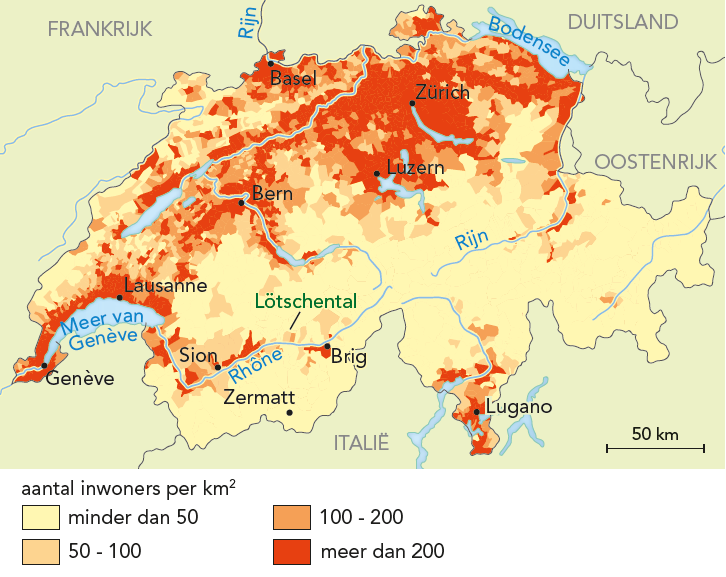 FRANKRIJK
Rijn
DUITSLAND
Bodensee
Basel
Zürich
OOSTENRIJK
Luzern
Bern
Rijn
Lausanne
Lötschental
Meer van
Genève
Sion
Rhône
Brig
Genève
Zermatt
Lugano
ITALIË
50 km
aantal inwoners per km²
minder dan 50
100 - 200
50 - 100
meer dan 200